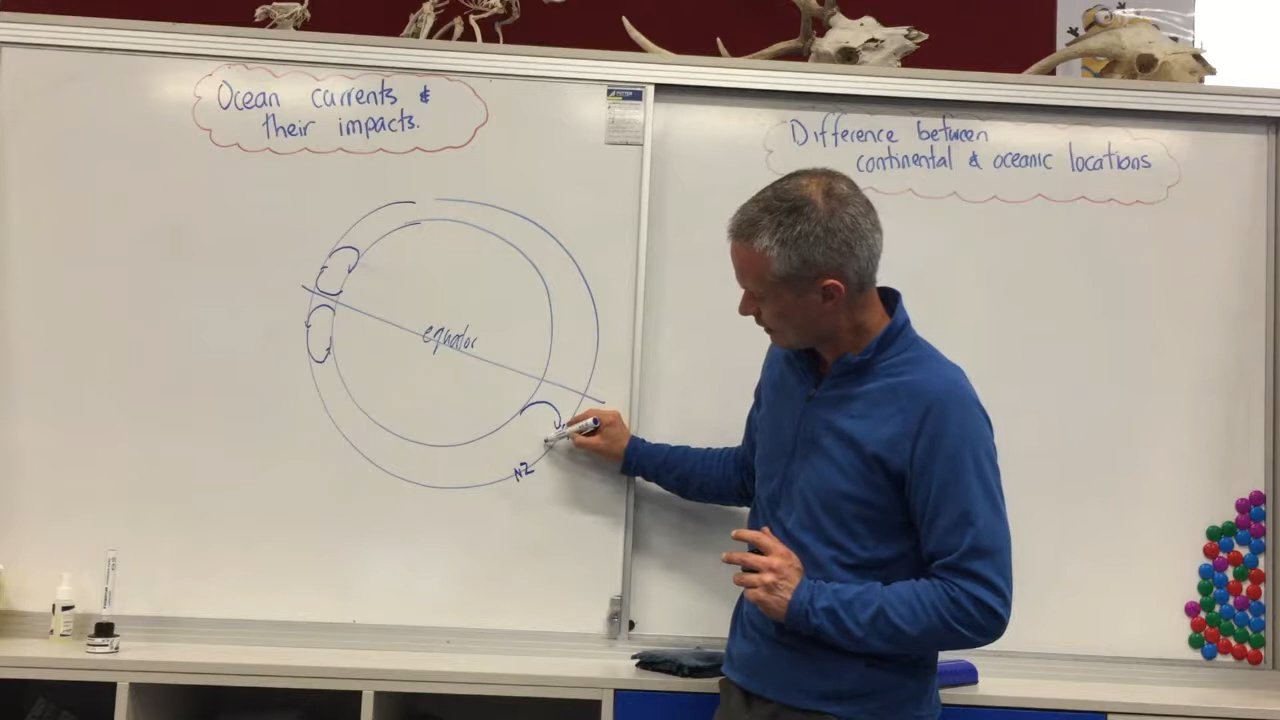 Ocean currents &
their impacts.
Difference between
continental & oceanic locations
equator
NZ